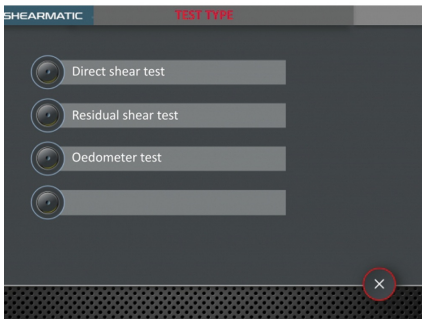 SHEARMATIC
TEST TYPE
Direct shear test
Residual shear test
Oedometer test